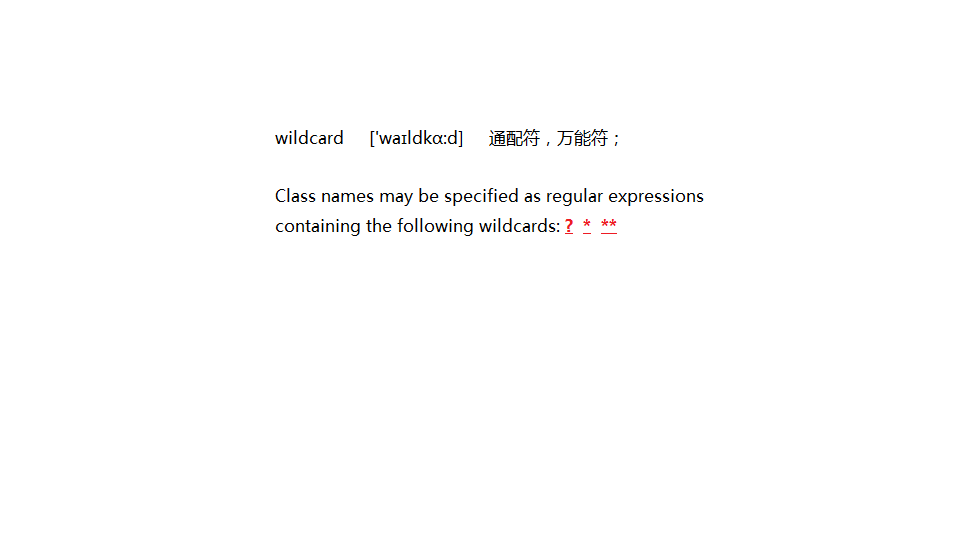 wildcard ['waɪldkɑ:d] 通配符，万能符；
Class names may be specified as regular expressions
containing the following wildcards: ? * **